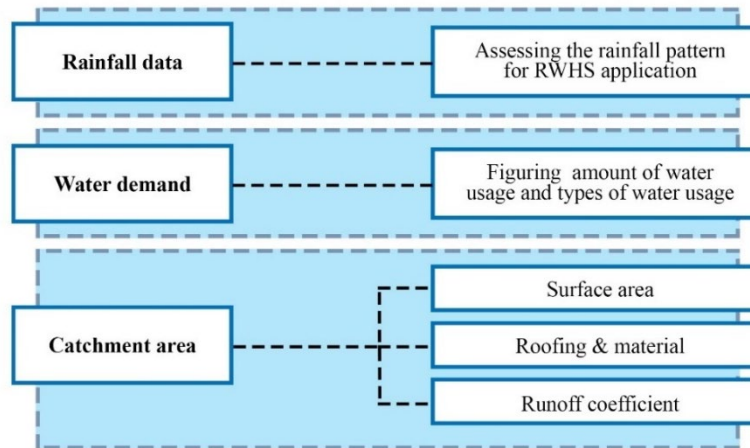 Rainfall data
Assessing the rainfall pattern
for RWHS application
Water demand
Figuring amount of water
usage and types of water usage
Catchment area
Surface area
Roofing & material
Runoff coefficient